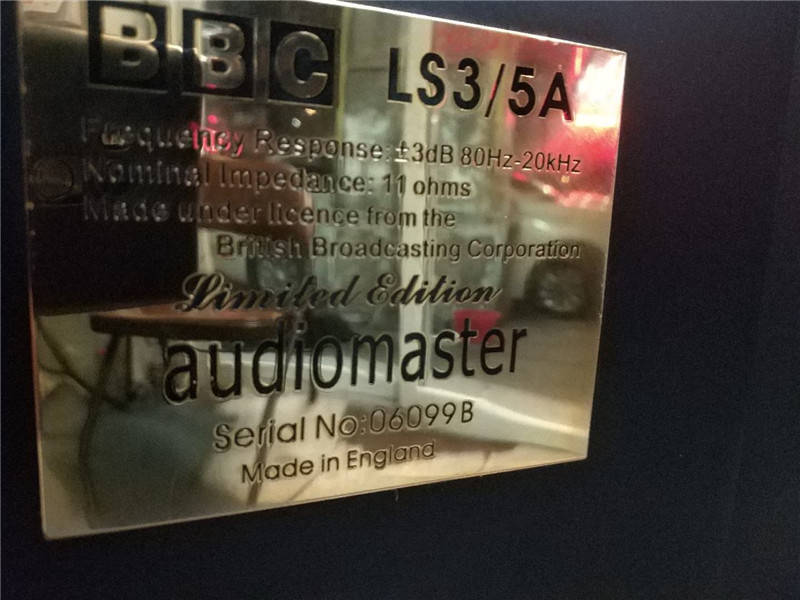 BBC LS3/5A
Frequency Response: ±3dB 80Hz-20kHz
Nominal Impedance: 11 ohms
Made under licence from the
British Broadcasting Corporation
Limited Edition
audiomaster
Serial No:06099B
Made in England